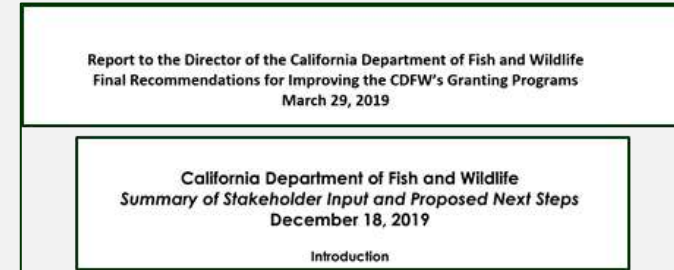 Report to the Director of the California Department of Fish and Wildlife
Final Recommendations for Improving the CDFW's Granting Programs
March 29, 2019
California Department of Fish and Wildlife
Summary of Stakeholder Input and Proposed Next Steps
December 18, 2019
Introduction